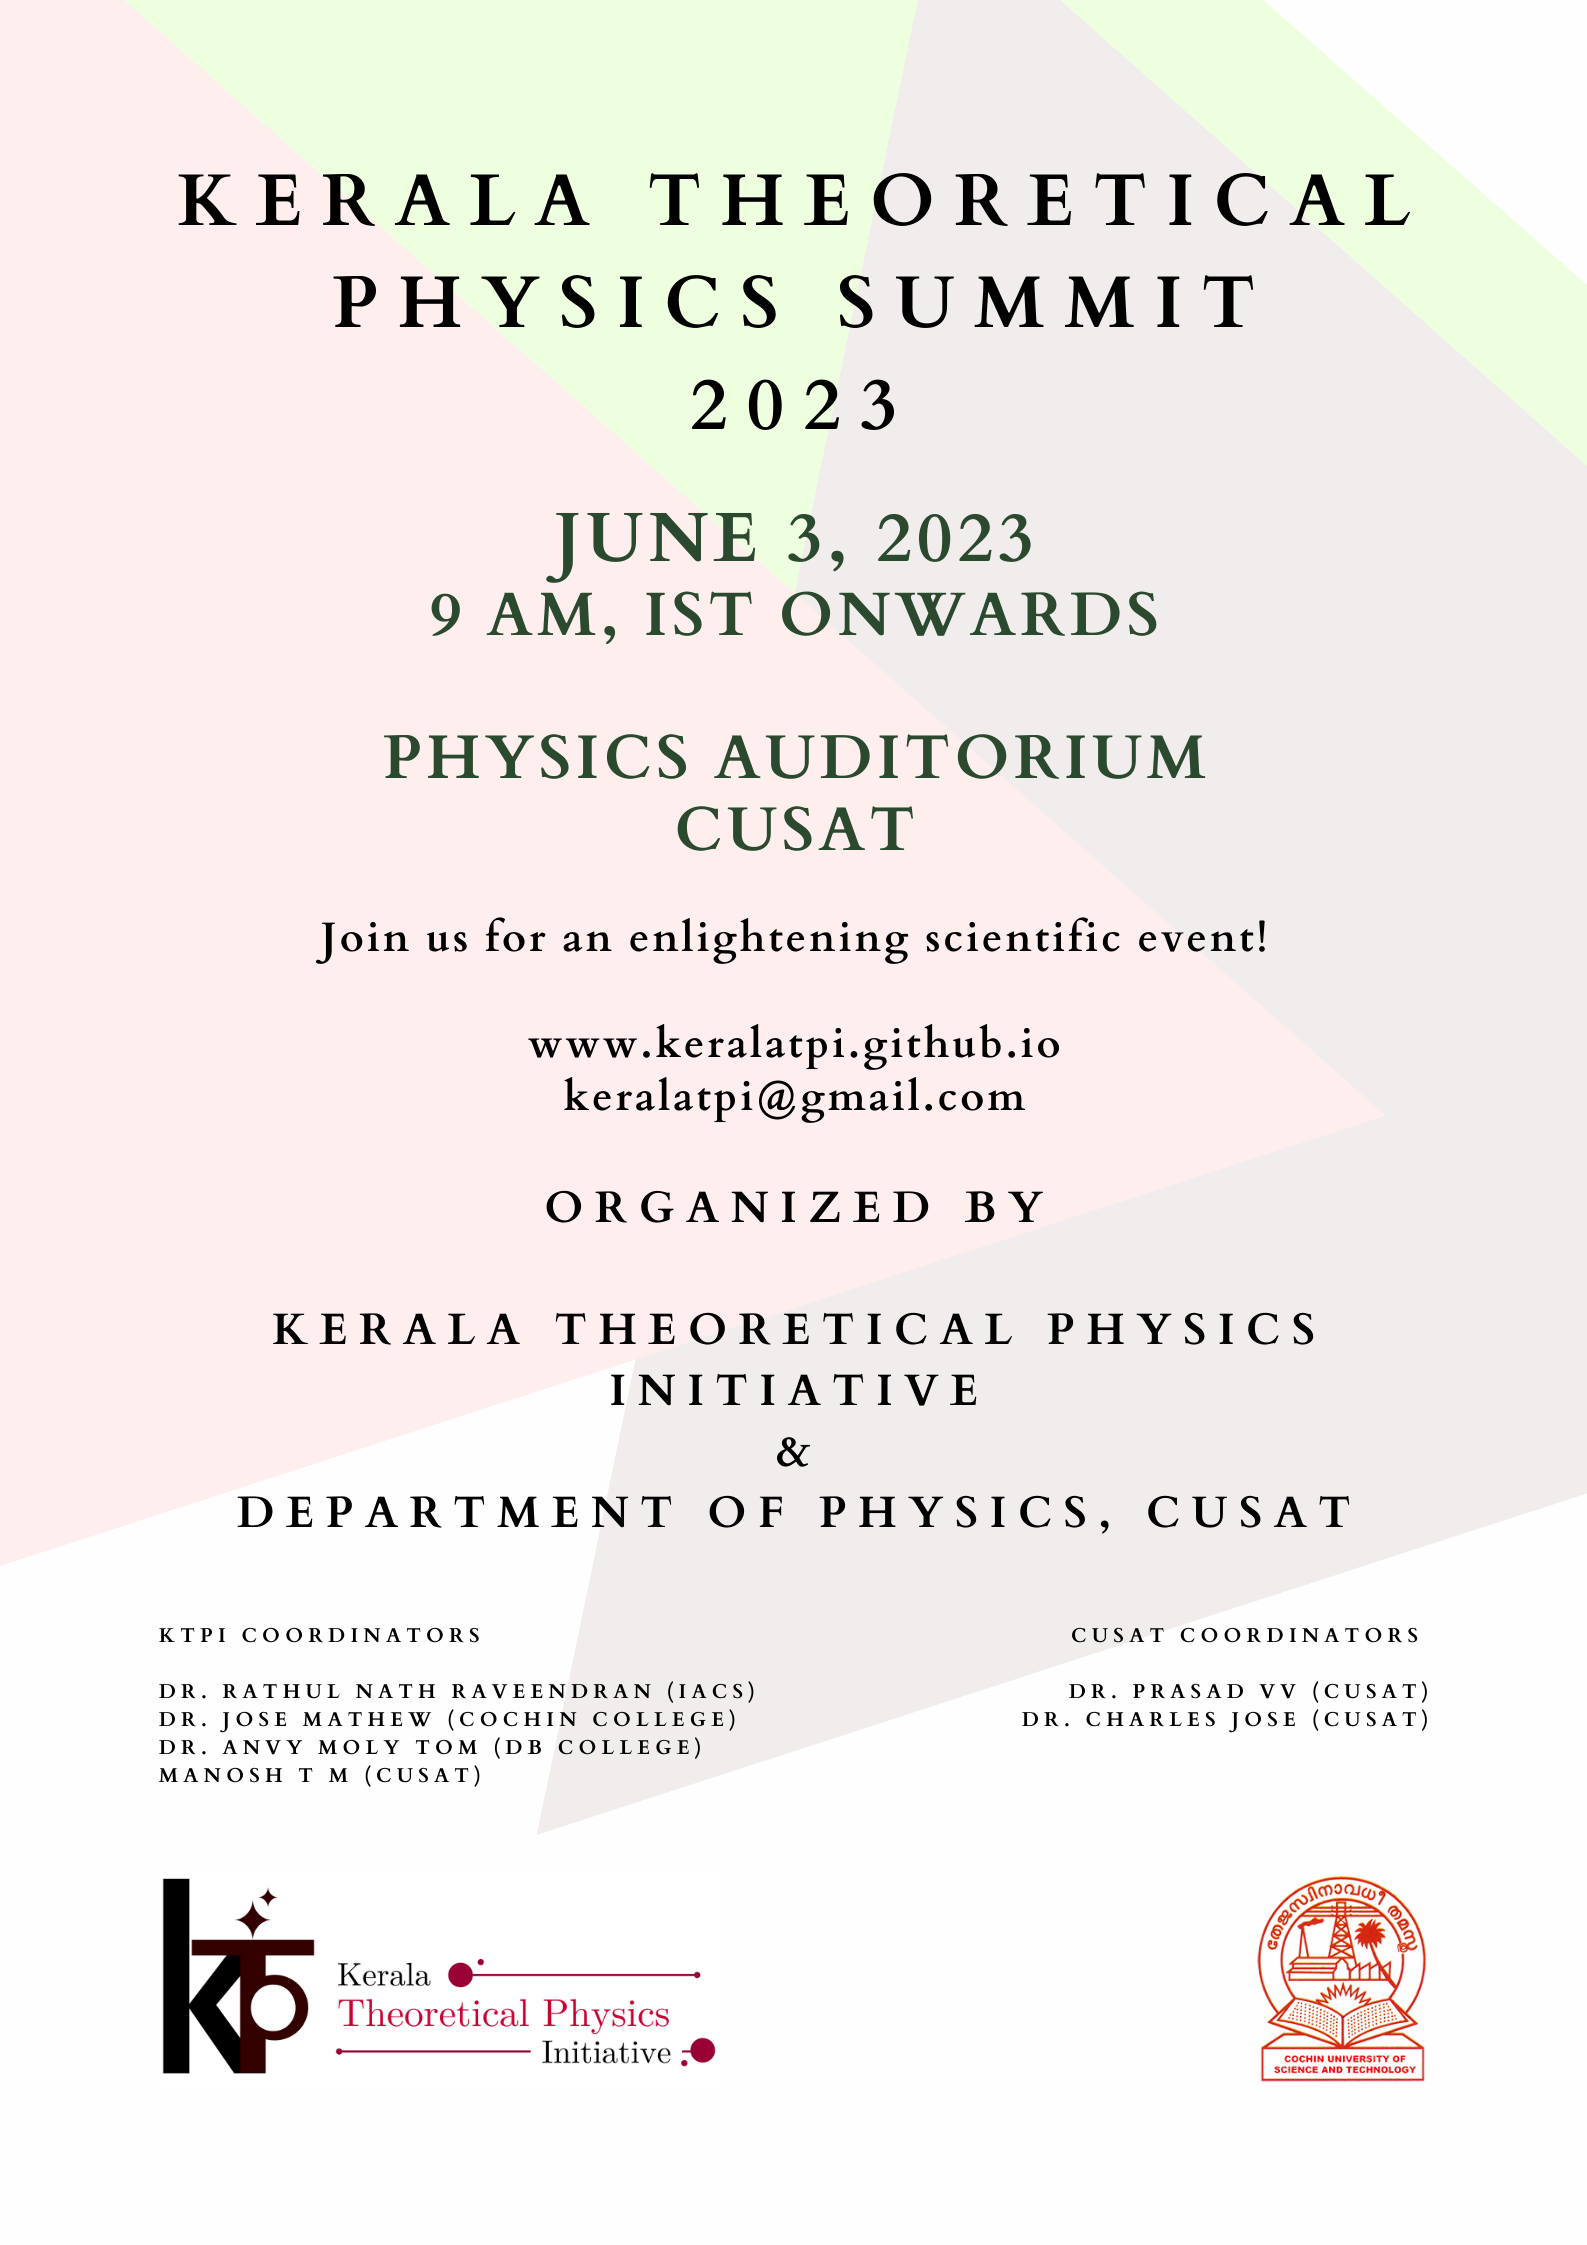 KERALA THEORETICAL
PHYSICS SUMMIT
2023
JUNE 3, 2023
9 AM, IST ONWARDS
PHYSICS AUDITORIUM
CUSAT
Join us for an enlightening scientific event!
www.keralatpi.github.io
keralatpi@gmail.com
ORGANIZED BY
KERALA THEORETICAL PHYSICS
INITIATIVE
&
DEPARTMENT OF PHYSICS, CUSAT
KTPI COORDINATORS
DR. RATHUL NATH RAVEENDRAN (IACS)
DR. JOSE MATHEW (COCHIN COLLEGE)
DR. ANVY MOLY TOM (DB COLLEGE)
MANOSH T M (CUSAT)
CUSAT COORDINATORS
DR. PRASAD VV (CUSAT)
DR. CHARLES JOSE (CUSAT)
kTp
Kerala
Theoretical Physics
Initiative
തേജസ്വിനാവധീതമസ്തു
COCHIN UNIVERSITY OF
SCIENCE AND TECHNOLOGY